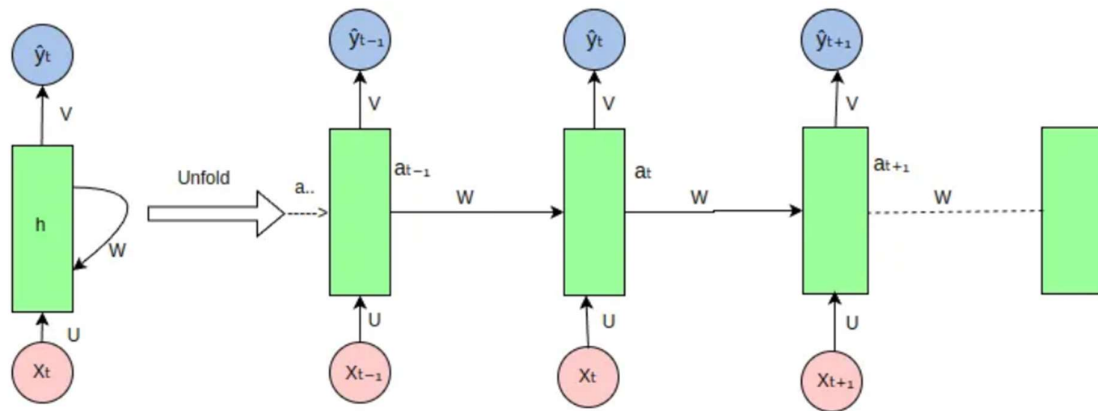 ŷt
ŷt₋₁
ŷt
ŷt+1
V
V
V
V
h
W
Unfold
a..
at-1
W
at
W
at+1
W
U
U
U
U
Xt
Xt-1
Xt
Xt+1